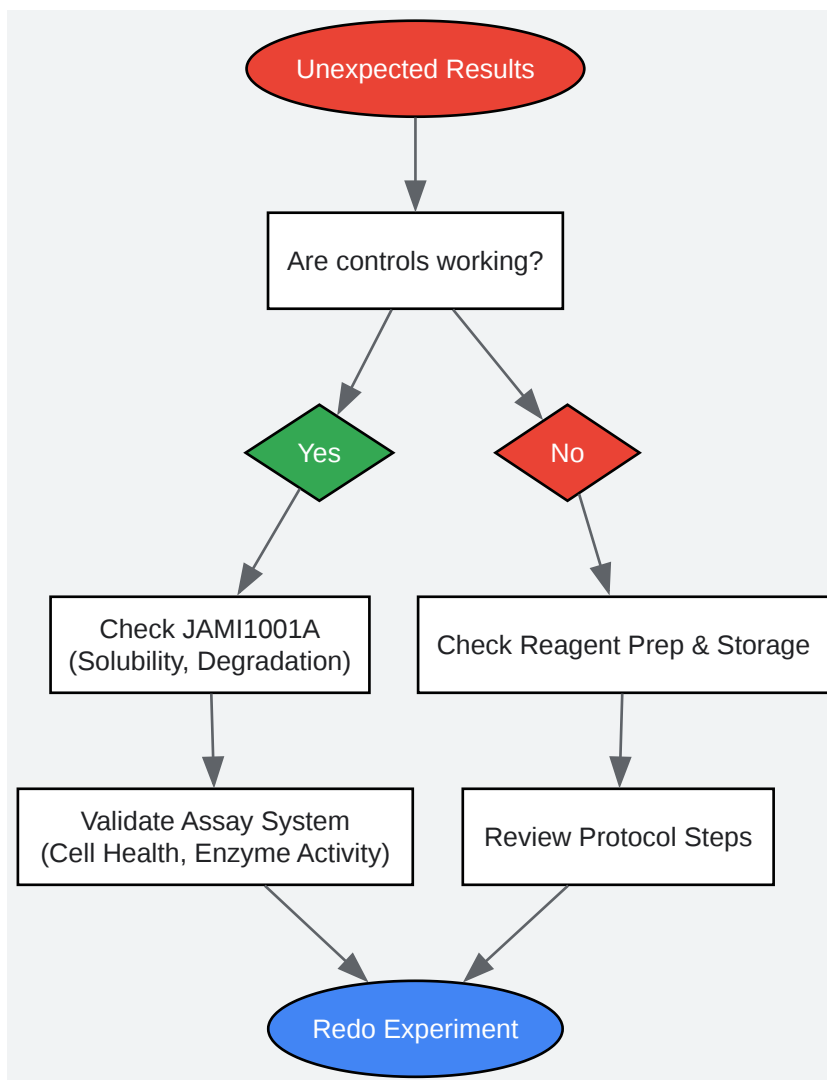 Unexpected Results
Are controls working?
Yes
No
Check JAMI1001A
(Solubility, Degradation)
Check Reagent Prep & Storage
Validate Assay System
(Cell Health, Enzyme Activity)
Review Protocol Steps
Redo Experiment